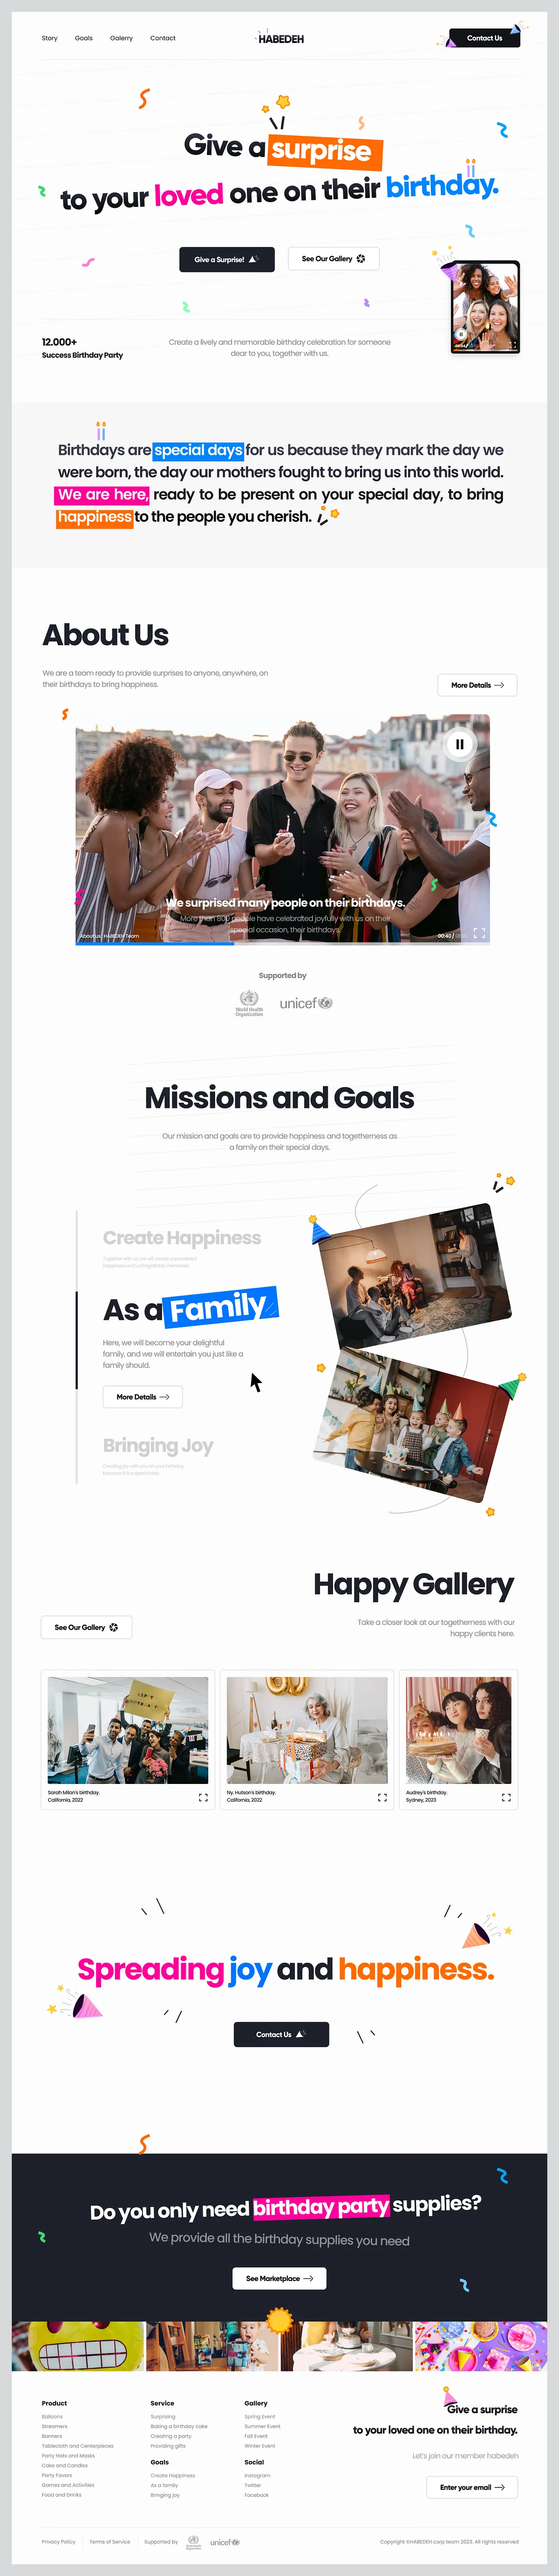 Story Goals Galerry Contact
HABEDEH
Contact Us
Give a surprise
to your loved one on their birthday.
Give a Surprise!
See Our Gallery
12.000+
Success Birthday Party
Create a lively and memorable birthday celebration for someone
dear to you, together with us.
Birthdays are special days for us because they mark the day we
were born, the day our mothers fought to bring us into this world.
We are here, ready to be present on your special day, to bring
happiness to the people you cherish.
About Us
We are a team ready to provide surprises to anyone, anywhere, on
their birthdays to bring happiness.
More Details
We surprised many people on their birthdays.
More than 800 people have celebrated joyfully with us on their
special occasion, their birthdays.
About us: HABEDEH Team
00:40 /
Supported by
World Health
Organization
unicef
Missions and Goals
Our mission and goals are to provide happiness and togetherness as
a family on their special days.
Create Happiness
Together with us, we will create unparalleled
happiness and unforgettable memories.
As a Family
Here, we will become your delightful
family, and we will entertain you just like a
family should.
More Details
Bringing Joy
Creating joy with you on your birthday
because it is a special day.
Happy Gallery
See Our Gallery
Take a closer look at our togetherness with our
happy clients here.
Sarah Milon's birthday.
California, 2022
Ny. Hutson's birthday.
California, 2022
Audrey's birthday.
Sydney, 2023
Spreading joy and happiness.
Contact Us
Do you only need birthday party supplies?
We provide all the birthday supplies you need
See Marketplace
Product
Balloons
Streamers
Banners
Tablecloth and Centerpieces
Party Hats and Masks
Cake and Candles
Party Favors
Games and Activities
Food and Drinks
Service
Surprising
Baking a birthday cake
Creating a party
Providing gifts
Goals
Create Happiness
As a family
Bringing joy
Gallery
Spring Event
Summer Event
Fall Event
Winter Event
Social
Instagram
Twitter
Facebook
Give a surprise
to your loved one on their birthday.
Let's join our member habedeh
Enter your email
Privacy Policy
Terms of Service
Supported by
unicef
Copyright ©HABEDEH corp.team 2023. All rights reserved